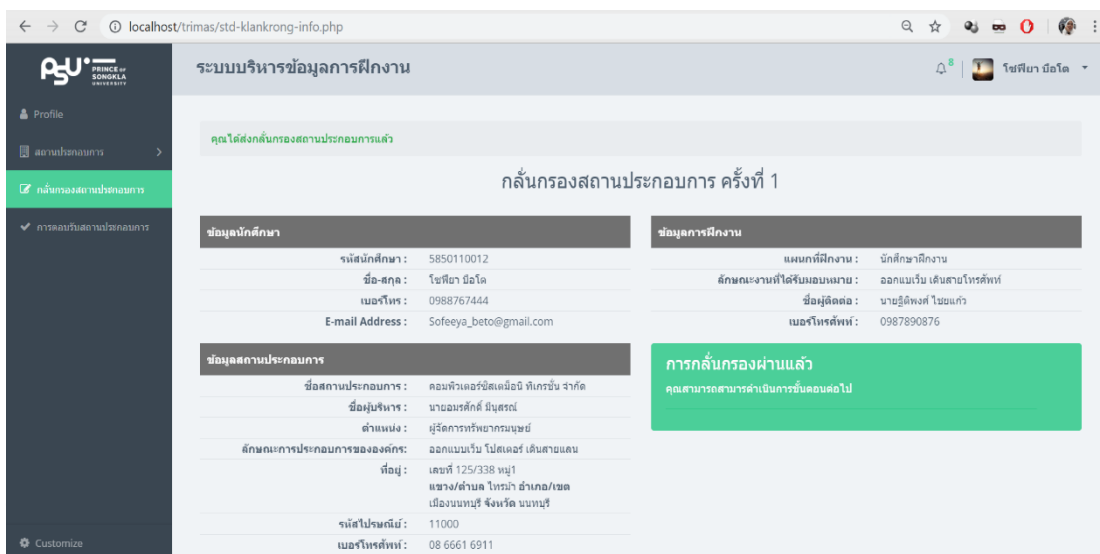 localhost/trimas/std-klankrong-info.php
PSU PRINCE OF
SONGKLA
UNIVERSITY
ระบบบริหารข้อมูลการฝึกงาน
8
โซฟียา บือโต
Profile
สถานประกอบการ
กลั่นกรองสถานประกอบการ
การตอบรับสถานประกอบการ
Customize
คุณได้ส่งกลั่นกรองสถานประกอบการแล้ว
กลั่นกรองสถานประกอบการ ครั้งที่ 1
ข้อมูลนักศึกษา
รหัสนักศึกษา : 5850110012
ชื่อ-สกุล : โซฟียา บือโต
เบอร์โทร : 0988767444
E-mail Address : Sofeeya_beto@gmail.com
ข้อมูลสถานประกอบการ
ชื่อสถานประกอบการ : คอมพิวเตอร์ซิสเตม็อนิ ทิเกรชั่น จำกัด
ชื่อผู้บริหาร : นายอมรศักดิ์ มีนุสรณ์
ตำแหน่ง : ผู้จัดการทรัพยากรมนุษย์
ลักษณะการประกอบการขององค์กร: ออกแบบเว็บ โปสเตอร์ เดินสายแลน
ที่อยู่ : เลขที่ 125/338 หมู่1
แขวง/ตำบล ไทรม้า อำเภอ/เขต
เมืองนนทบุรี จังหวัด นนทบุรี
รหัสไปรษณีย์ : 11000
เบอร์โทรศัพท์ : 08 6661 6911
ข้อมูลการฝึกงาน
แผนกที่ฝึกงาน : นักศึกษาฝึกงาน
ลักษณะงานที่ได้รับมอบหมาย : ออกแบเว็บ เดินสายโทรศัพท์
ชื่อผู้ติดต่อ : นายฐิติพงศ์ ไชยแก้ว
เบอร์โทรศัพท์ : 0987890876
การกลั่นกรองผ่านแล้ว
คุณสามารถสามารดำเนินการขั้นตอนต่อไป